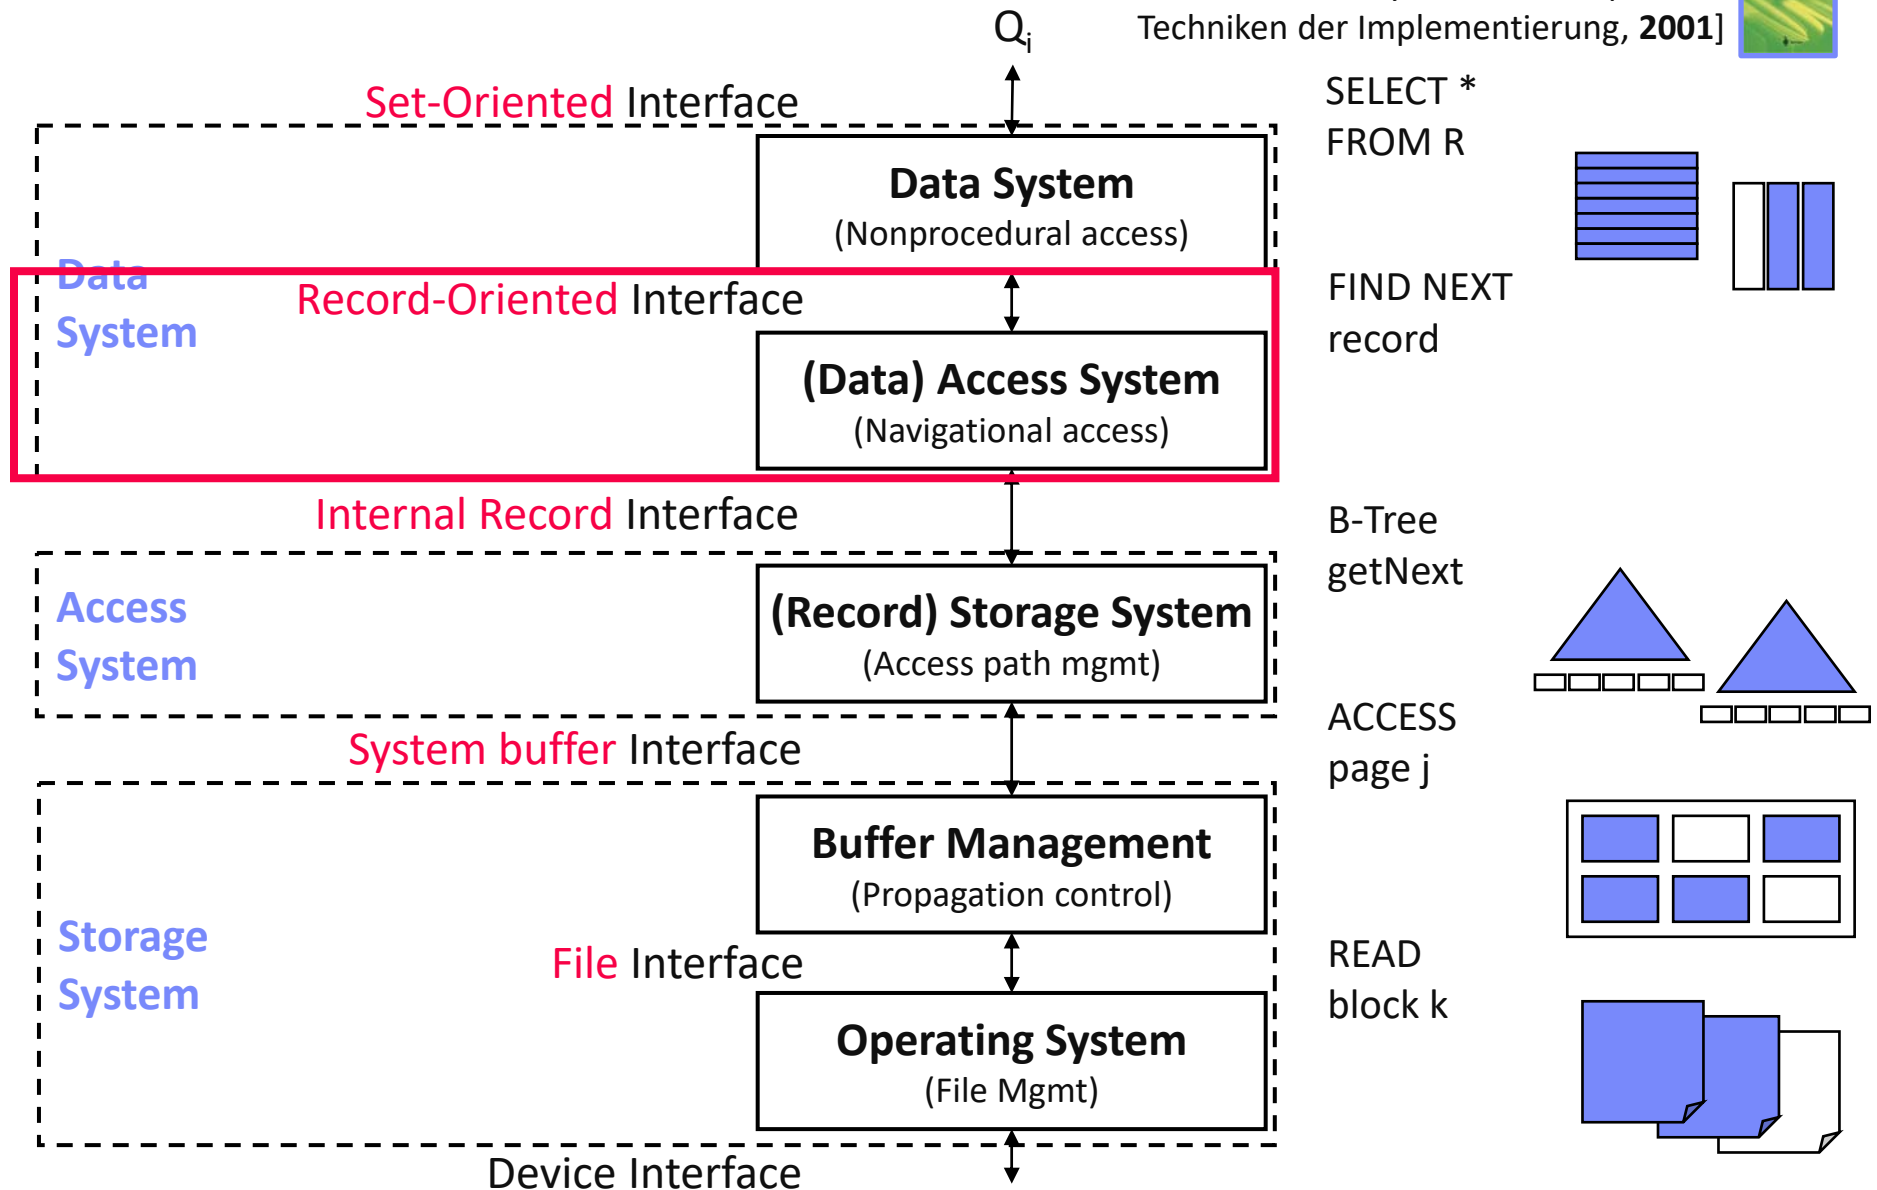 Q_i
Techniken der Implementierung, 2001]
Set-Oriented Interface
SELECT *
FROM R
Data System
(Nonprocedural access)
Data
System
Record-Oriented Interface
FIND NEXT
record
(Data) Access System
(Navigational access)
Internal Record Interface
B-Tree
getNext
Access
System
(Record) Storage System
(Access path mgmt)
System buffer Interface
ACCESS
page j
Buffer Management
(Propagation control)
Storage
System
File Interface
READ
block k
Operating System
(File Mgmt)
Device Interface